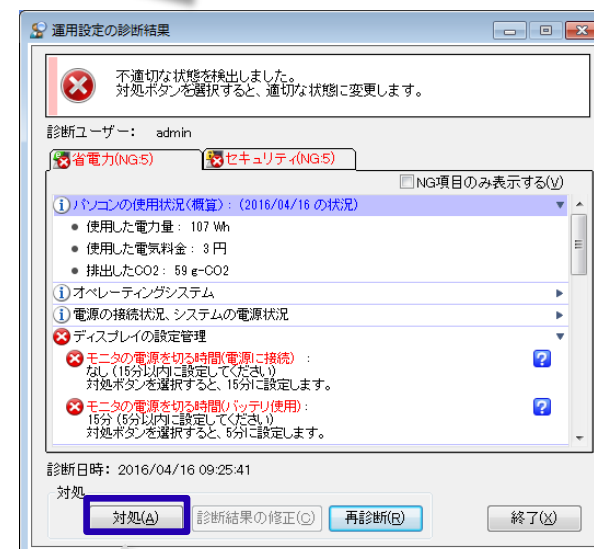 運用設定の診断結果
不適切な状態を検出しました。
対処ボタンを選択すると、適切な状態に変更します。
診断ユーザー： admin
省電力(NG:5) セキュリティ(NG:5)
NG項目のみ表示する(V)
パソコンの使用状況(概算)：(2016/04/16 の状況)
● 使用した電力量： 107 Wh
● 使用した電気料金： 3 円
● 排出したCO2： 59 g-CO2
オペレーティングシステム
電源の接続状況、システムの電源状況
ディスプレイの設定管理
モニタの電源を切る時間(電源に接続) ：
なし (15分以内に設定してください)
対処ボタンを選択すると、15分に設定します。
モニタの電源を切る時間(バッテリ使用)：
15分 (5分以内に設定してください)
対処ボタンを選択すると、5分に設定します。
診断日時： 2016/04/16 09:25:41
対処
対処(A) 診断結果の修正(C) 再診断(R) 終了(X)